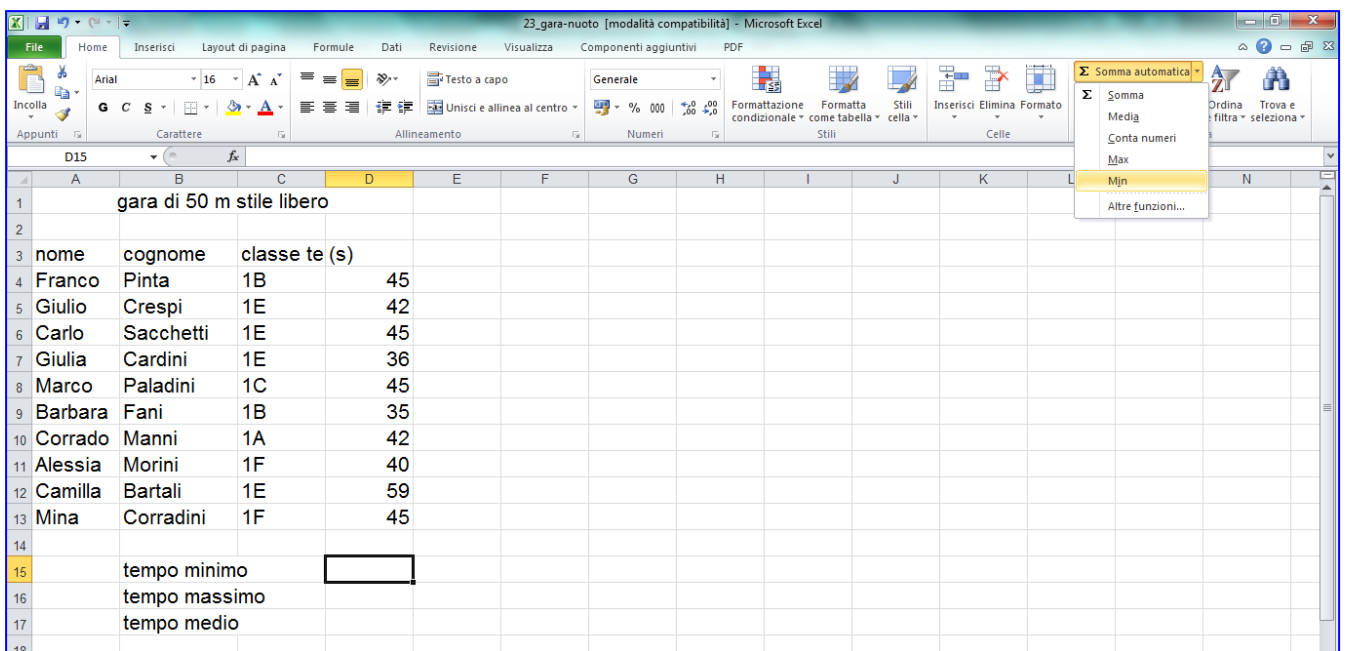 23_gara-nuoto [modalità compatibilità] - Microsoft Excel
File Home Inserisci Layout di pagina Formule Dati Revisione Visualizza Componenti aggiuntivi PDF
Incolla
Appunti
Arial 16 A A
G C S A
Carattere
Testo a capo
Unisci e allinea al centro
Allineamento
Generale
% 000 ,00 ,00
Numeri
Formattazione condizionale
Formatta come tabella
Stili cella
Stili
Inserisci Elimina Formato
Celle
Σ Somma automatica
Σ Somma
Media
Conta numeri
Max
Min
Altre funzioni...
Ordina
filtra
Trova e seleziona
D15 fx
A B C D E F G H I J K L N
1 gara di 50 m stile libero
2
3 nome cognome classe te (s)
4 Franco Pinta 1B 45
5 Giulio Crespi 1E 42
6 Carlo Sacchetti 1E 45
7 Giulia Cardini 1E 36
8 Marco Paladini 1C 45
9 Barbara Fani 1B 35
10 Corrado Manni 1A 42
11 Alessia Morini 1F 40
12 Camilla Bartali 1E 59
13 Mina Corradini 1F 45
14
15 tempo minimo
16 tempo massimo
17 tempo medio
18